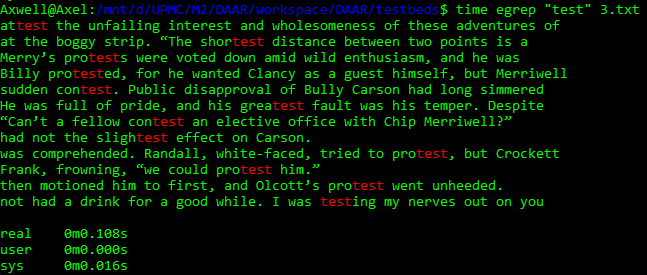 Axwell@Axel:/mnt/d/UPMC/M2/DAAR/workspace/DAAR/testbeds$ time egrep "test" 3.txt
attest the unfailing interest and wholesomeness of these adventures of
at the boggy strip. “The shortest distance between two points is a
Merry’s protests were voted down amid wild enthusiasm, and he was
Billy protested, for he wanted Clancy as a guest himself, but Merriwell
sudden contest. Public disapproval of Bully Carson had long simmered
He was full of pride, and his greatest fault was his temper. Despite
“Can’t a fellow contest an elective office with Chip Merriwell?”
had not the slightest effect on Carson.
was comprehended. Randall, white-faced, tried to protest, but Crockett
Frank, frowning, “we could protest him.”
then motioned him to first, and Olcott’s protest went unheeded.
not had a drink for a good while. I was testing my nerves out on you
real 0m0.108s
user 0m0.000s
sys 0m0.016s